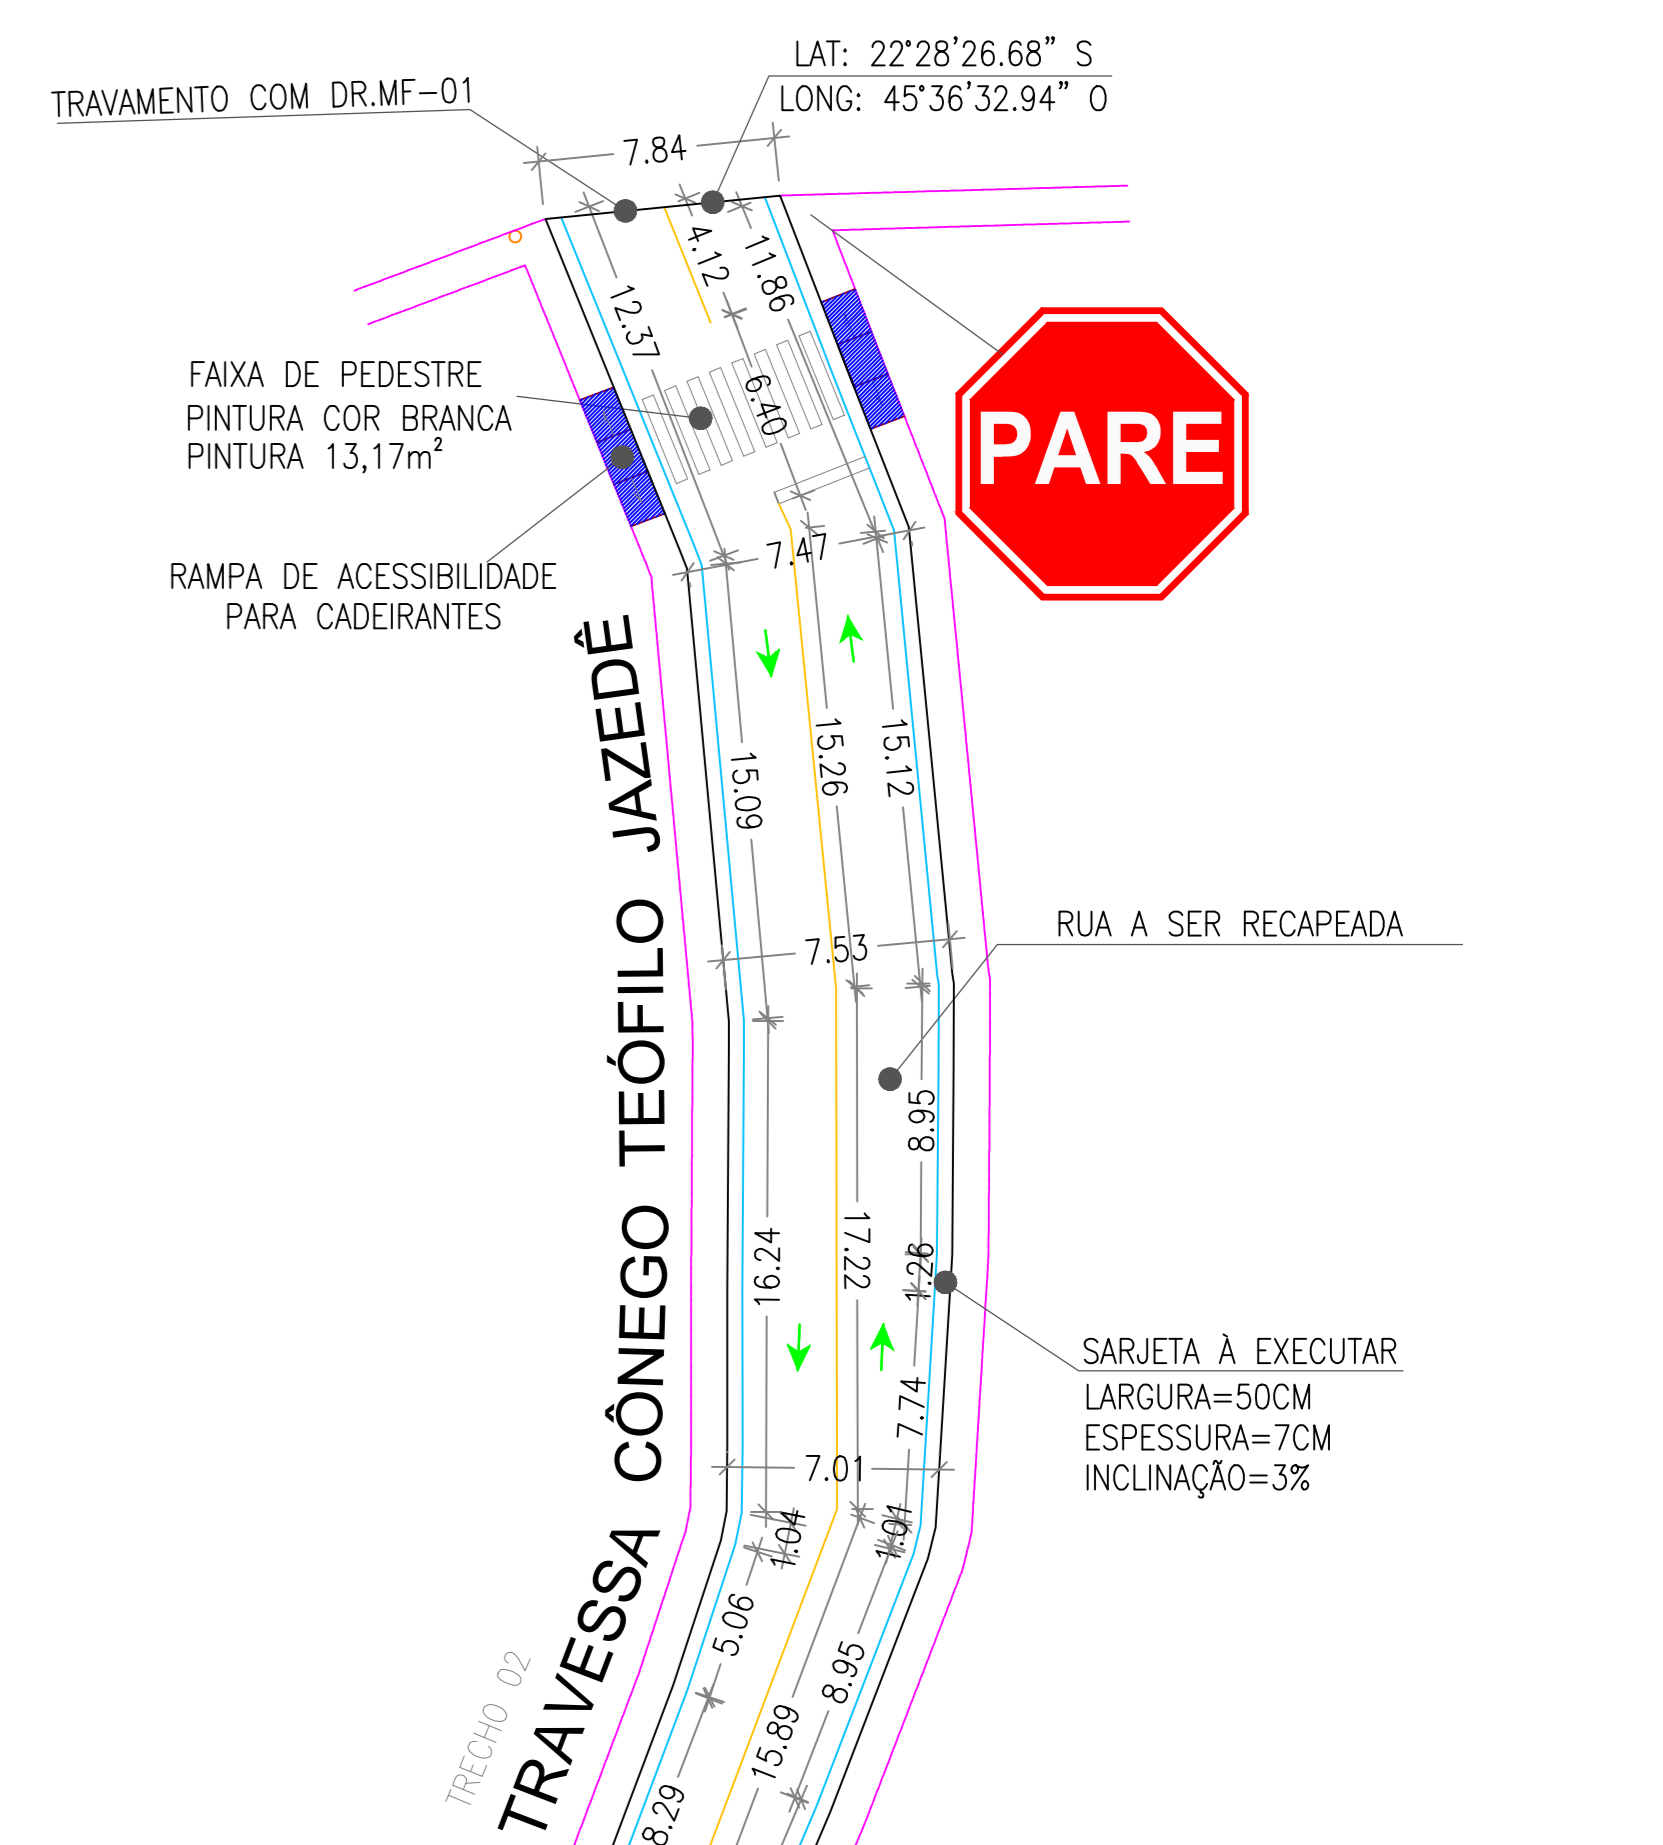 LAT: 22°28'26.68" S
LONG: 45°36'32.94" O
TRAVAMENTO COM DR.MF-01
7.84
4.12
11.86
12.37
FAIXA DE PEDESTRE
PINTURA COR BRANCA
PINTURA 13,17m²
6.40
PARE
7.47
RAMPA DE ACESSIBILIDADE
PARA CADEIRANTES
15.09
15.26
15.12
7.53
RUA A SER RECAPEADA
8.95
16.24
17.22
1.26
SARJETA À EXECUTAR
LARGURA=50CM
ESPESSURA=7CM
INCLINAÇÃO=3%
7.74
7.01
1.04
1.01
5.06
8.95
15.89
8.29
TRECHO 02
TRAVESSA CÔNEGO TEÓFILO JAZEDÊ